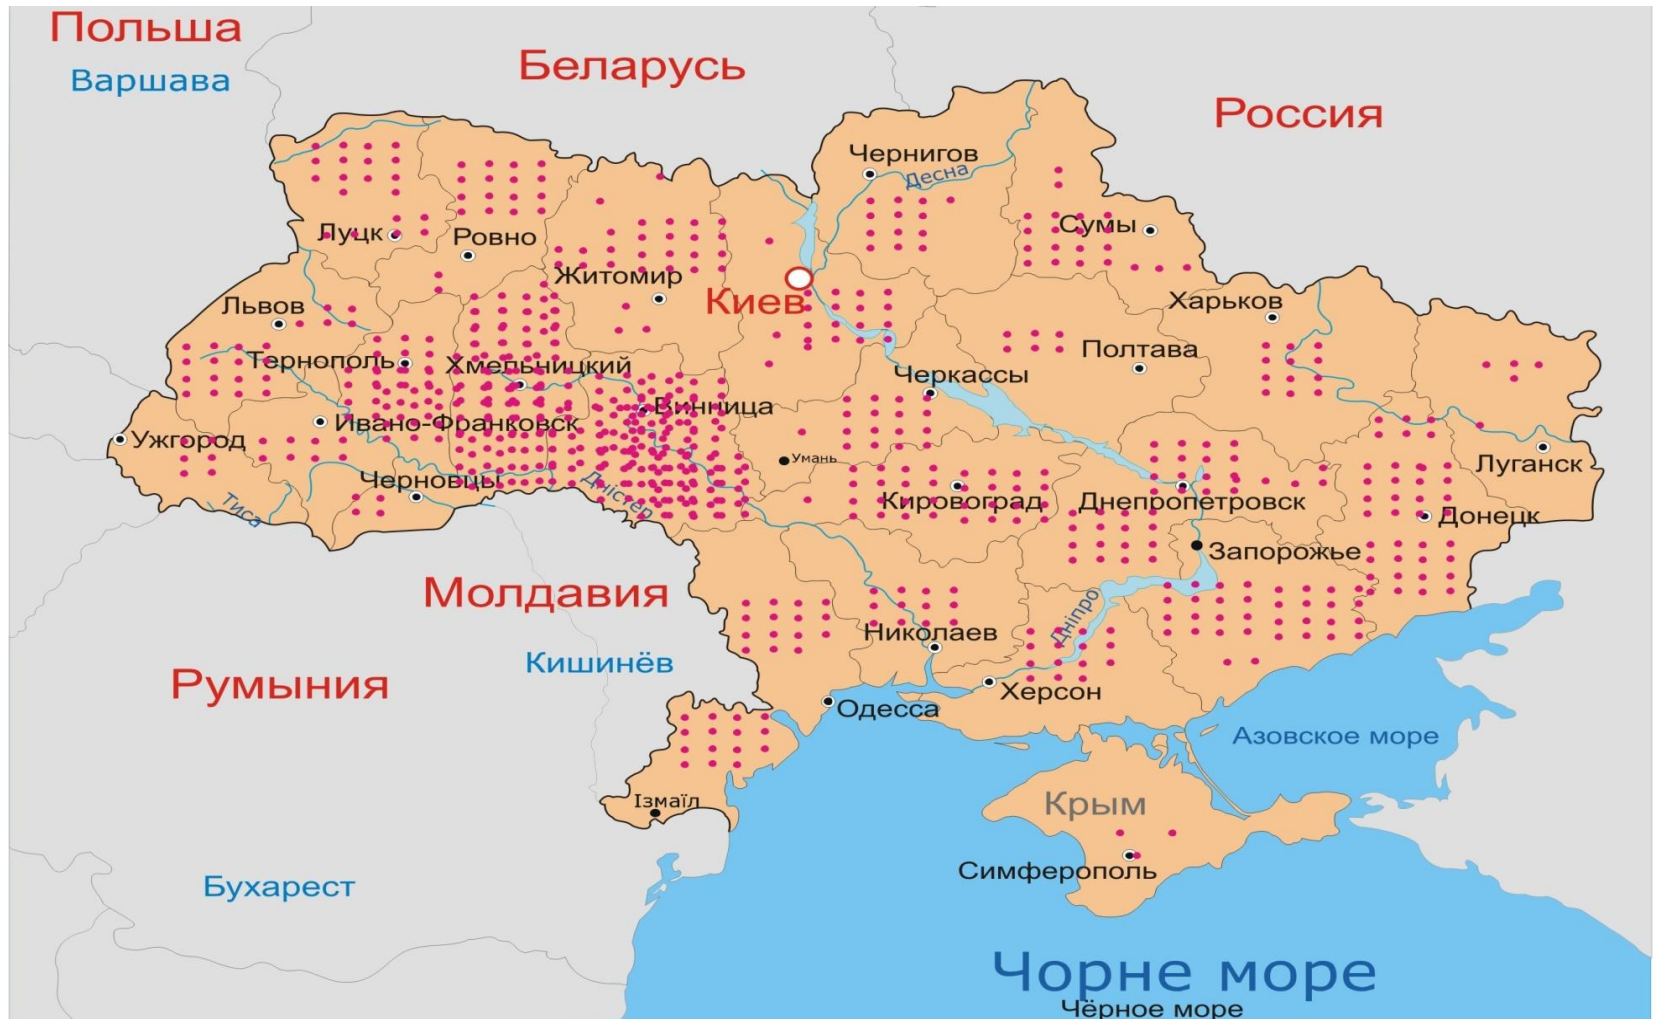 Польша
Варшава
Беларусь
Россия
Чернигов
Десна
Сумы
Луцк
Ровно
Житомир
Киев
Львов
Харьков
Тернополь
Хмельницкий
Полтава
Черкассы
Винница
Ивано-Франковск
Ужгород
Умань
Луганск
Черновцы
Дністер
Тиса
Кировоград
Днепропетровск
Донецк
Запорожье
Молдавия
Дніпро
Николаев
Кишинёв
Румыния
Херсон
Одесса
Азовское море
Ізмаїл
Крым
Симферополь
Бухарест
Чорне море
Чёрное море